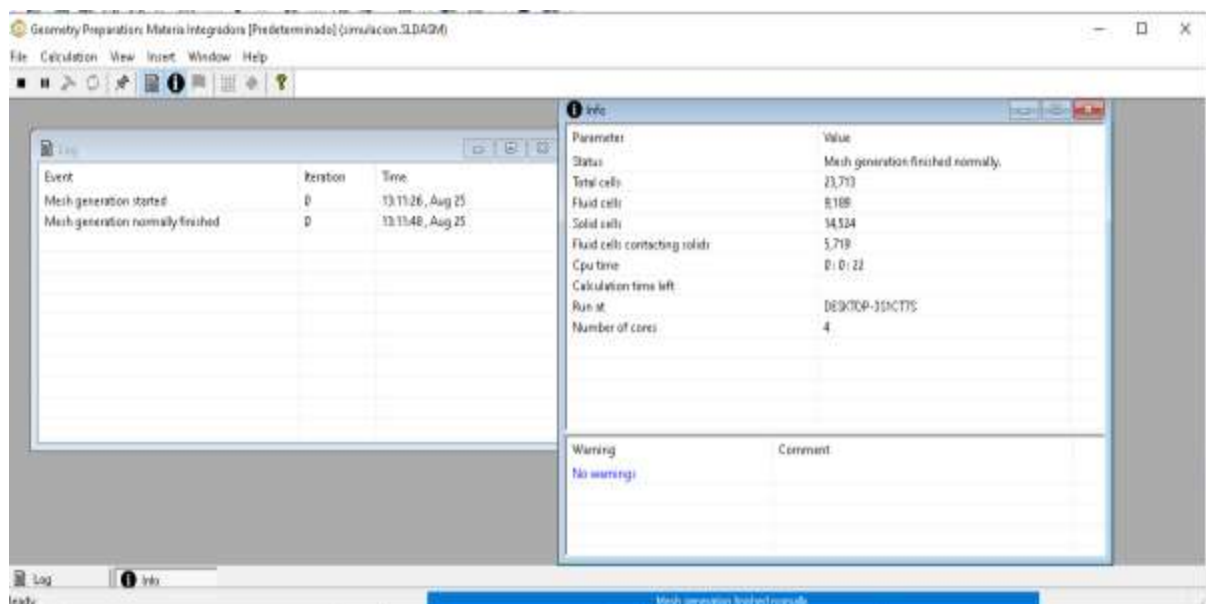 Geometry Preparation: Materia Integradora [Predeterminado] (simulacion.SLDASM)
File Calculation View Insert Window Help
Log
Event Iteration Time
Mesh generation started 0 13:11:26, Aug 25
Mesh generation normally finished 0 13:11:48, Aug 25
Info
Parameter Value
Status Mesh generation finished normally.
Total cells 23,713
Fluid cells 9,189
Solid cells 14,524
Fluid cells contacting solids 5,719
Cpu time 0 : 0 : 22
Calculation time left
Run at
Number of cores 4
Warning Comment
No warnings
Log Info
Ready Mesh generation finished normally.